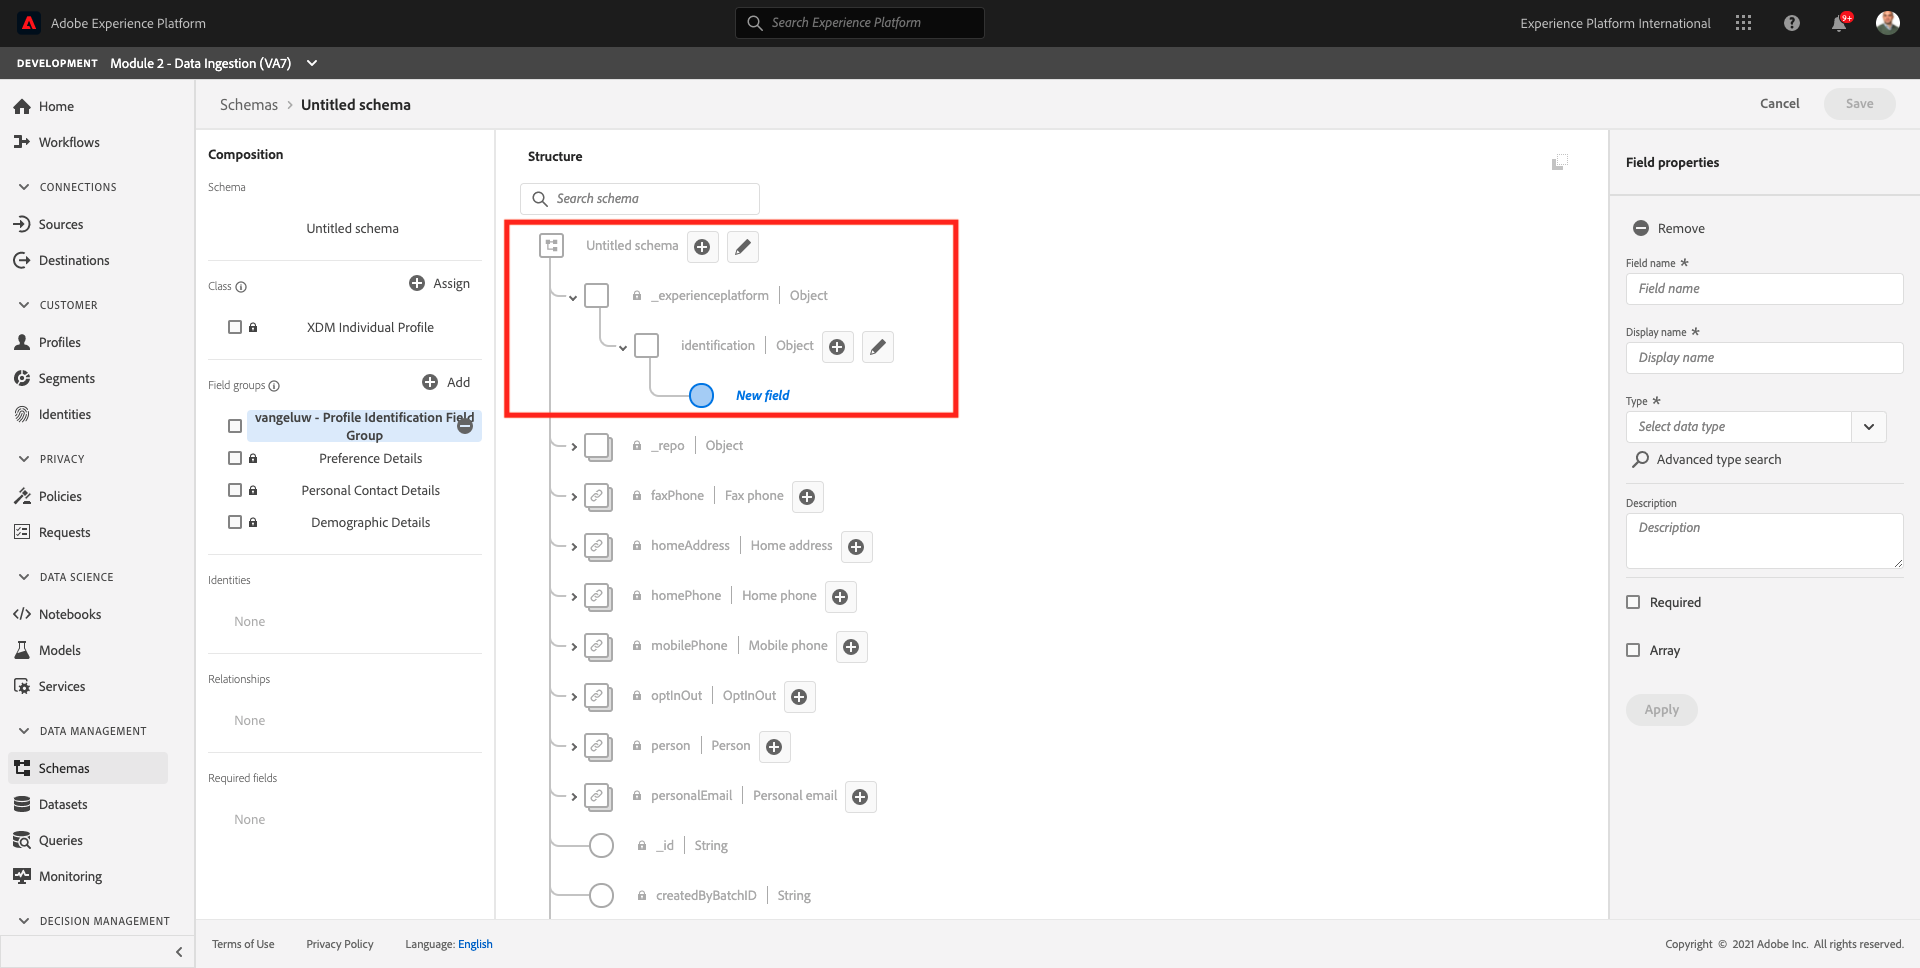 Adobe Experience Platform
Search Experience Platform
Experience Platform International
9+
DEVELOPMENT Module 2 - Data Ingestion (VA7)
Home
Workflows
CONNECTIONS
Sources
Destinations
CUSTOMER
Profiles
Segments
Identities
PRIVACY
Policies
Requests
DATA SCIENCE
Notebooks
Models
Services
DATA MANAGEMENT
Schemas
Datasets
Queries
Monitoring
DECISION MANAGEMENT
Schemas > Untitled schema
Cancel
Save
Composition
Schema
Untitled schema
Class
Assign
XDM Individual Profile
Field groups
Add
vangeluw - Profile Identification Field
Group
Preference Details
Personal Contact Details
Demographic Details
Identities
None
Relationships
None
Required fields
None
Structure
Search schema
Untitled schema
_experienceplatform | Object
identification | Object
New field
_repo | Object
faxPhone | Fax phone
homeAddress | Home address
homePhone | Home phone
mobilePhone | Mobile phone
optInOut | OptInOut
person | Person
personalEmail | Personal email
_id | String
createdByBatchID | String
Field properties
Remove
Field name *
Field name
Display name *
Display name
Type *
Select data type
Advanced type search
Description
Description
Required
Array
Apply
Terms of Use
Privacy Policy
Language: English
Copyright © 2021 Adobe Inc. All rights reserved.